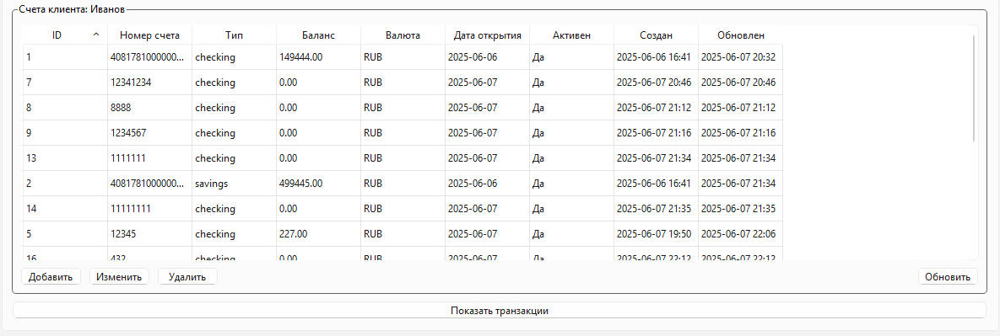 Счета клиента: Иванов
ID Номер счета Тип Баланс Валюта Дата открытия Активен Создан Обновлен
1 4081781000000... checking 149444.00 RUB 2025-06-06 Да 2025-06-06 16:41 2025-06-07 20:32
7 12341234 checking 0.00 RUB 2025-06-07 Да 2025-06-07 20:46 2025-06-07 20:46
8 8888 checking 0.00 RUB 2025-06-07 Да 2025-06-07 21:12 2025-06-07 21:12
9 1234567 checking 0.00 RUB 2025-06-07 Да 2025-06-07 21:16 2025-06-07 21:16
13 1111111 checking 0.00 RUB 2025-06-07 Да 2025-06-07 21:34 2025-06-07 21:34
2 4081781000000... savings 499445.00 RUB 2025-06-06 Да 2025-06-06 16:41 2025-06-07 21:34
14 11111111 checking 0.00 RUB 2025-06-07 Да 2025-06-07 21:35 2025-06-07 21:35
5 12345 checking 227.00 RUB 2025-06-07 Да 2025-06-07 19:50 2025-06-07 22:06
16 432 checking 0.00 RUB 2025-06-07 Да 2025-06-07 22:12 2025-06-07 22:12
Добавить Изменить Удалить Обновить
Показать транзакции